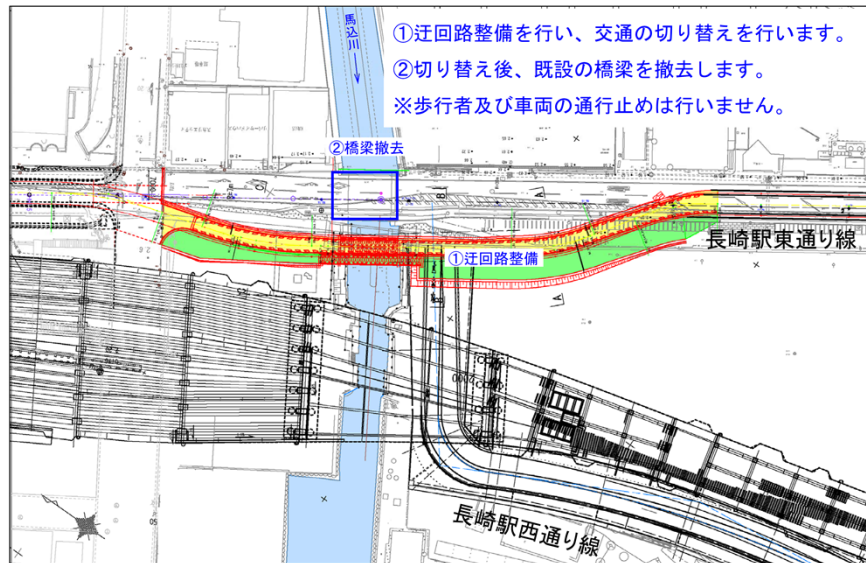 ①迂回路整備を行い、交通の切り替えを行います。
②切り替え後、既設の橋梁を撤去します。
※歩行者及び車両の通行止めは行いません。
馬込川
②橋梁撤去
①迂回路整備
長崎駅東通り線
長崎駅西通り線